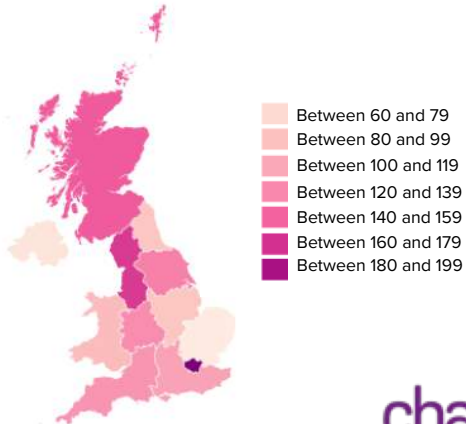 Between 60 and 79
Between 80 and 99
Between 100 and 119
Between 120 and 139
Between 140 and 159
Between 160 and 179
Between 180 and 199
cha